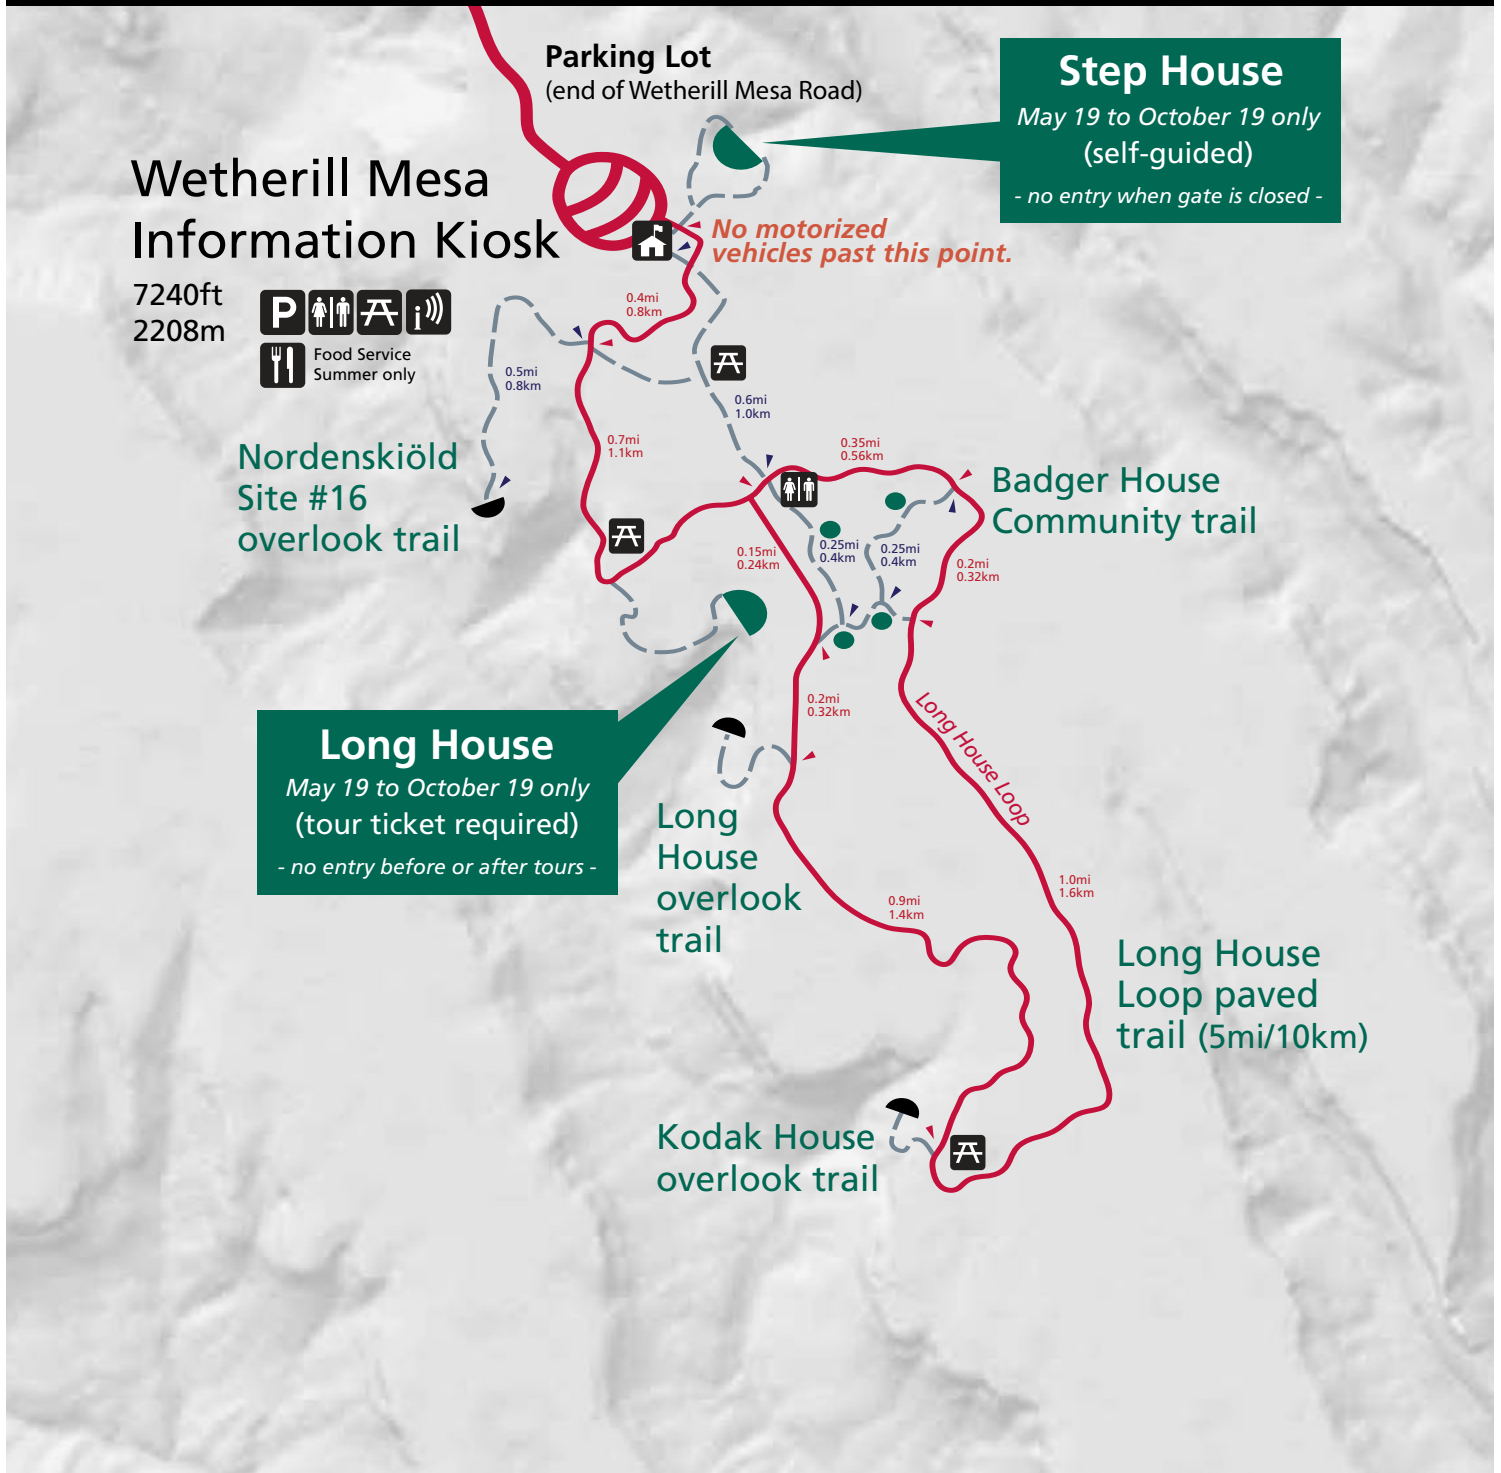 Parking Lot
(end of Wetherill Mesa Road)
Step House
May 19 to October 19 only
(self-guided)
- no entry when gate is closed -
Wetherill Mesa
Information Kiosk
7240ft
2208m
P
i
Food Service
Summer only
No motorized
vehicles past this point.
0.4mi
0.8km
0.5mi
0.8km
0.6mi
1.0km
0.7mi
1.1km
0.35mi
0.56km
Nordenskiöld
Site #16
overlook trail
Badger House
Community trail
0.15mi
0.24km
0.25mi
0.4km
0.25mi
0.4km
0.2mi
0.32km
0.2mi
0.32km
Long House Loop
Long House
May 19 to October 19 only
(tour ticket required)
- no entry before or after tours -
Long
House
overlook
trail
0.9mi
1.4km
1.0mi
1.6km
Long House
Loop paved
trail (5mi/10km)
Kodak House
overlook trail